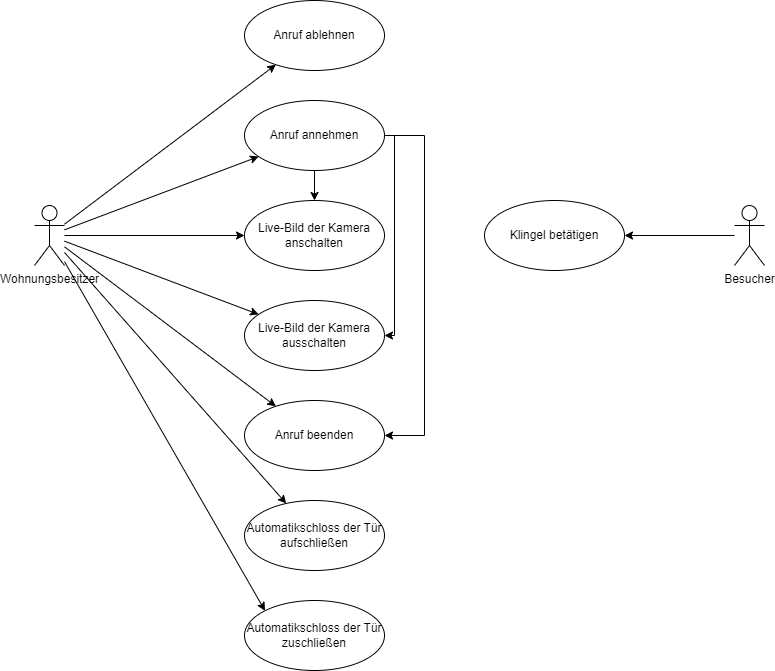 Anruf ablehnen
Anruf annehmen
Live-Bild der Kamera
anschalten
Klingel betätigen
Wohnungsbesitzer
Besucher
Live-Bild der Kamera
ausschalten
Anruf beenden
Automatikschloss der Tür
aufschließen
Automatikschloss der Tür
zuschließen